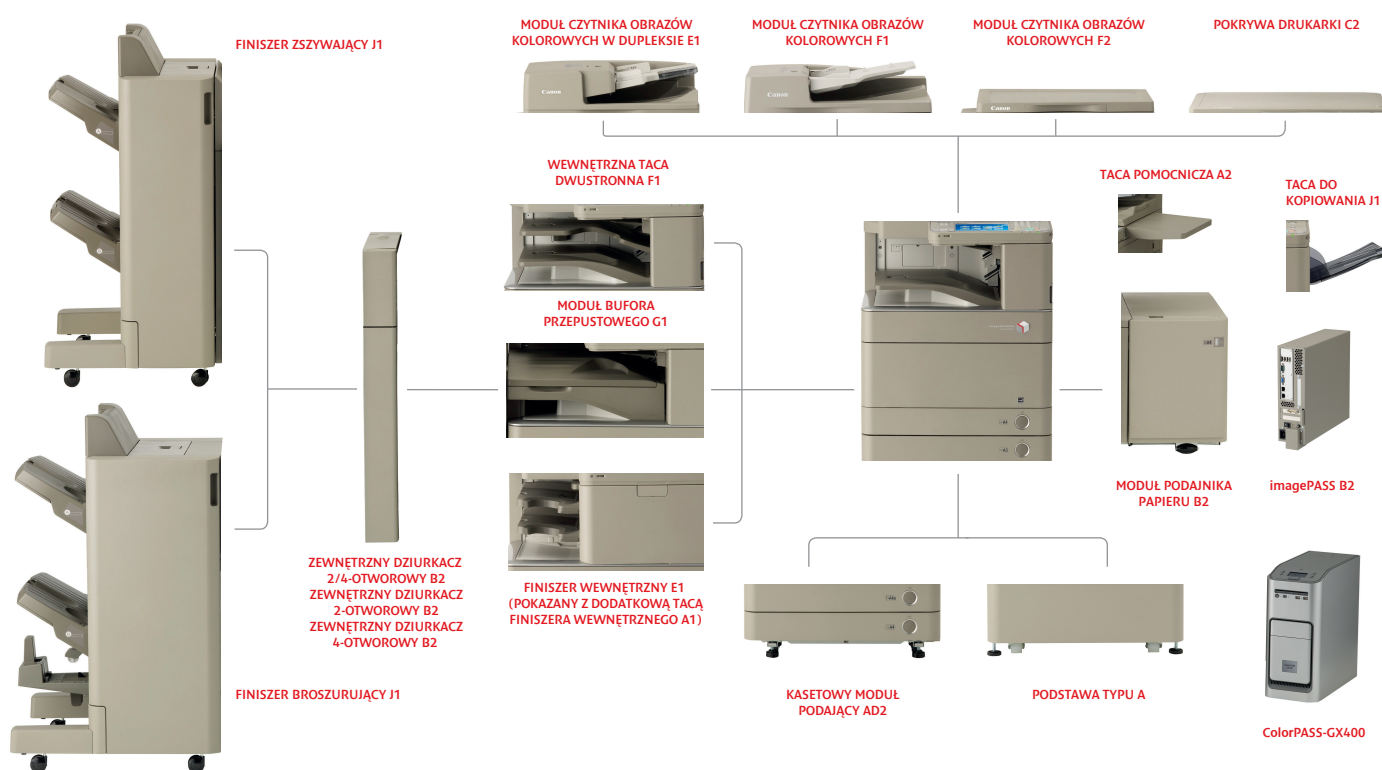 FINISZER ZSZYWAJĄCY J1
MODUŁ CZYTNIKA OBRAZÓW
KOLOROWYCH W DUPLEKSIE E1
MODUŁ CZYTNIKA OBRAZÓW
KOLOROWYCH F1
MODUŁ CZYTNIKA OBRAZÓW
KOLOROWYCH F2
POKRYWA DRUKARKI C2
Canon
Canon
Canon
WEWNĘTRZNA TACA
DWUSTRONNA F1
TACA POMOCNICZA A2
TACA DO
KOPIOWANIA J1
MODUŁ BUFORA
PRZEPUSTOWEGO G1
MODUŁ PODAJNIKA
PAPIERU B2
imagePASS B2
ZEWNĘTRZNY DZIURKACZ
2/4-OTWOROWY B2
ZEWNĘTRZNY DZIURKACZ
2-OTWOROWY B2
ZEWNĘTRZNY DZIURKACZ
4-OTWOROWY B2
FINISZER WEWNĘTRZNY E1
(POKAZANY Z DODATKOWĄ TACĄ
FINISZERA WEWNĘTRZNEGO A1)
FINISZER BROSZURUJĄCY J1
KASETOWY MODUŁ
PODAJĄCY AD2
PODSTAWA TYPU A
ColorPASS-GX400